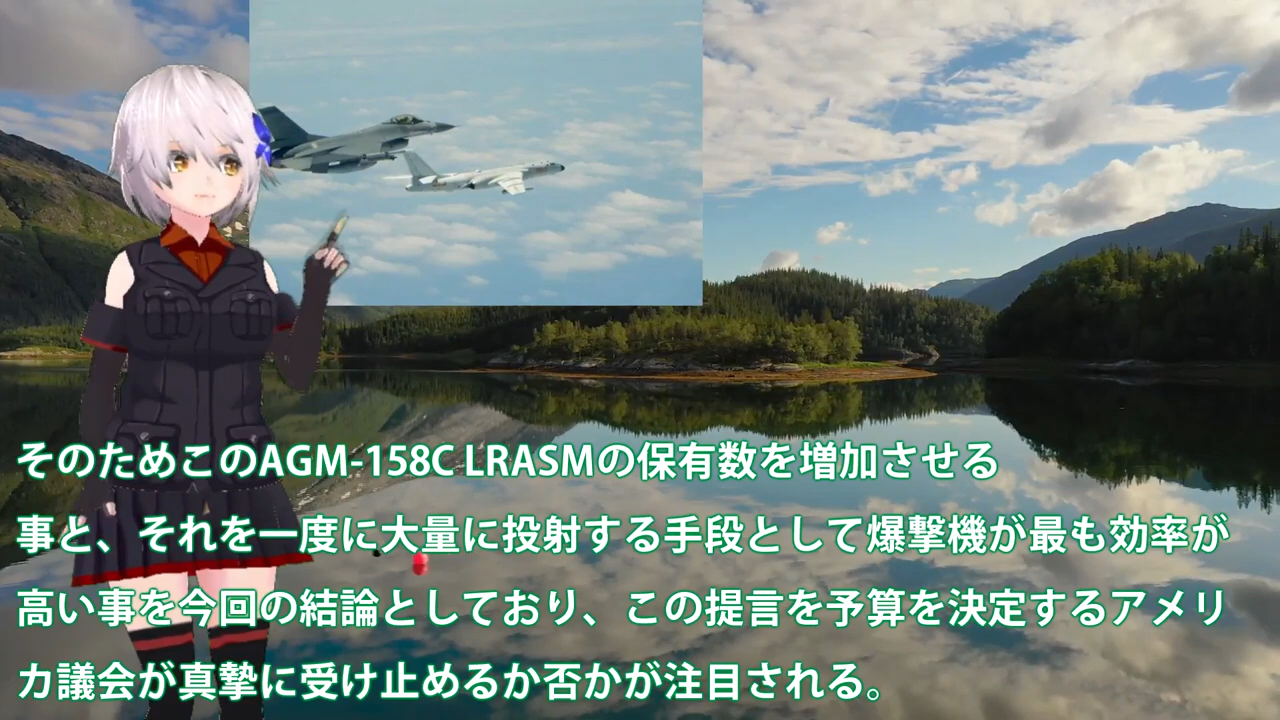 そのためこのAGM-158C LRASMの保有数を増加させる
事と、それを一度に大量に投射する手段として爆撃機が最も効率が
高い事を今回の結論としており、この提言を予算を決定するアメリ
カ議会が真摯に受け止めるか否かが注目される。